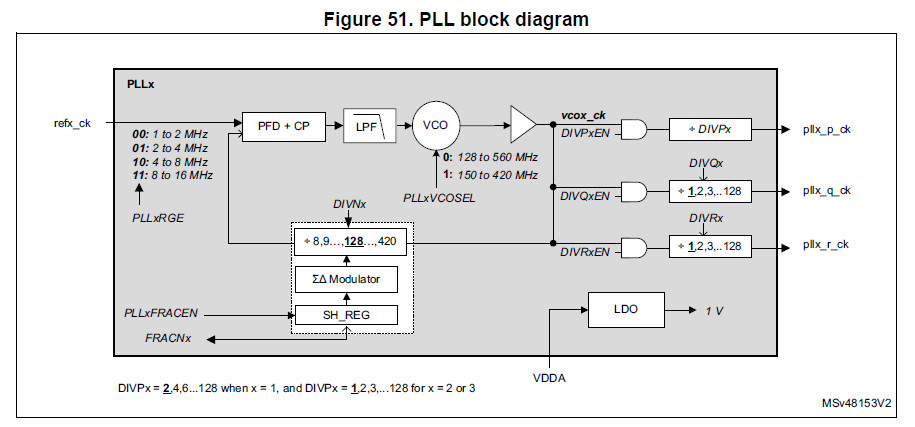 Figure 51. PLL block diagram
PLLx
refx_ck
00: 1 to 2 MHz
01: 2 to 4 MHz
10: 4 to 8 MHz
11: 8 to 16 MHz
PLLxRGE
PFD + CP
LPF
VCO
0: 128 to 560 MHz
1: 150 to 420 MHz
PLLxVCOSEL
vcox_ck
DIVPxEN
÷ DIVPx
pllx_p_ck
DIVQx
DIVQxEN
÷ 1,2,3,..128
pllx_q_ck
DIVRx
DIVRxEN
÷ 1,2,3,..128
pllx_r_ck
DIVNx
÷ 8,9...,128...,420
ΣΔ Modulator
SH_REG
PLLxFRACEN
FRACNx
LDO
1 V
VDDA
DIVPx = 2,4,6...128 when x = 1, and DIVPx = 1,2,3,...128 for x = 2 or 3
MSv48153V2